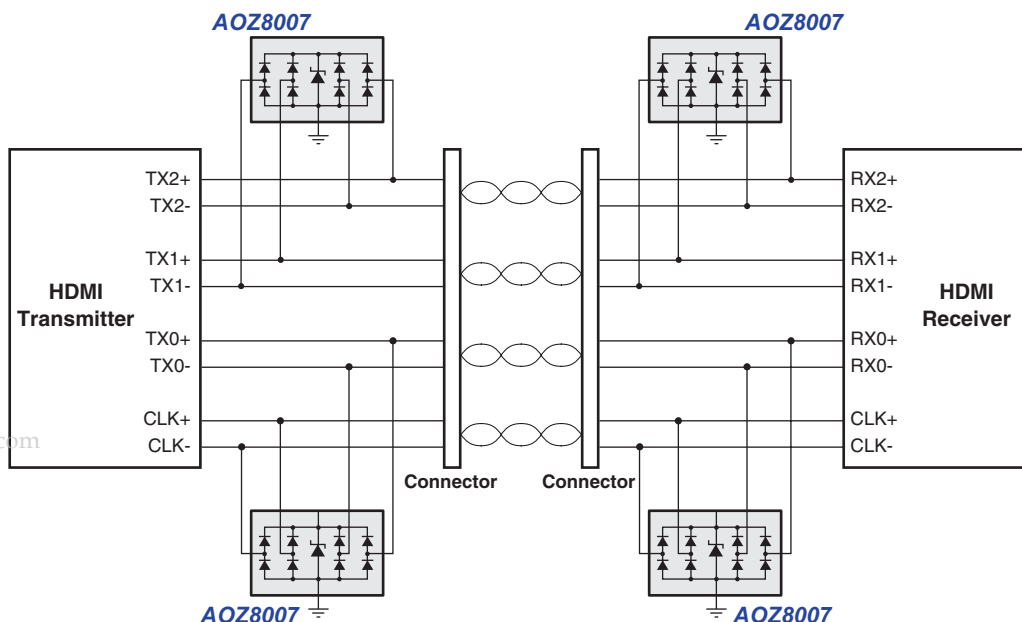 AOZ8007
AOZ8007
TX2+
TX2-
TX1+
TX1-
HDMI
Transmitter
TX0+
TX0-
CLK+
CLK-
RX2+
RX2-
RX1+
RX1-
HDMI
Receiver
RX0+
RX0-
CLK+
CLK-
com
Connector
Connector
AOZ8007
AOZ8007